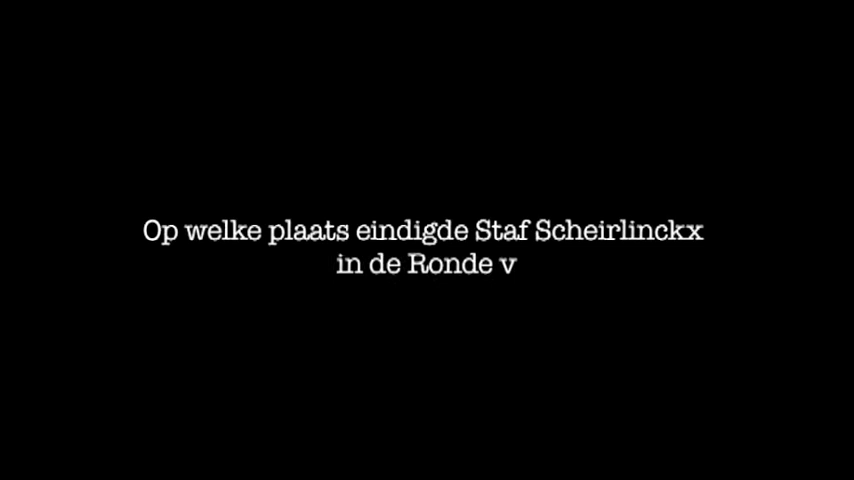 Op welke plaats eindigde Staf Scheirlinckx
in de Ronde v